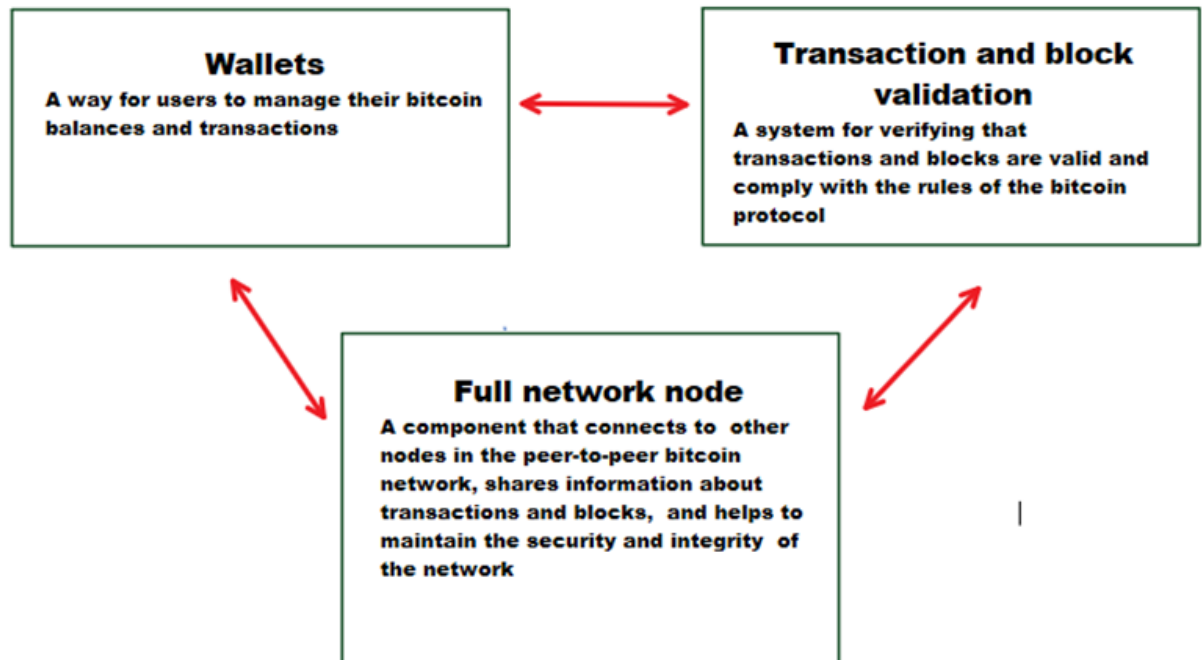 Wallets
A way for users to manage their bitcoin
balances and transactions
Transaction and block
validation
A system for verifying that
transactions and blocks are valid and
comply with the rules of the bitcoin
protocol
Full network node
A component that connects to other
nodes in the peer-to-peer bitcoin
network, shares information about
transactions and blocks, and helps to
maintain the security and integrity of
the network